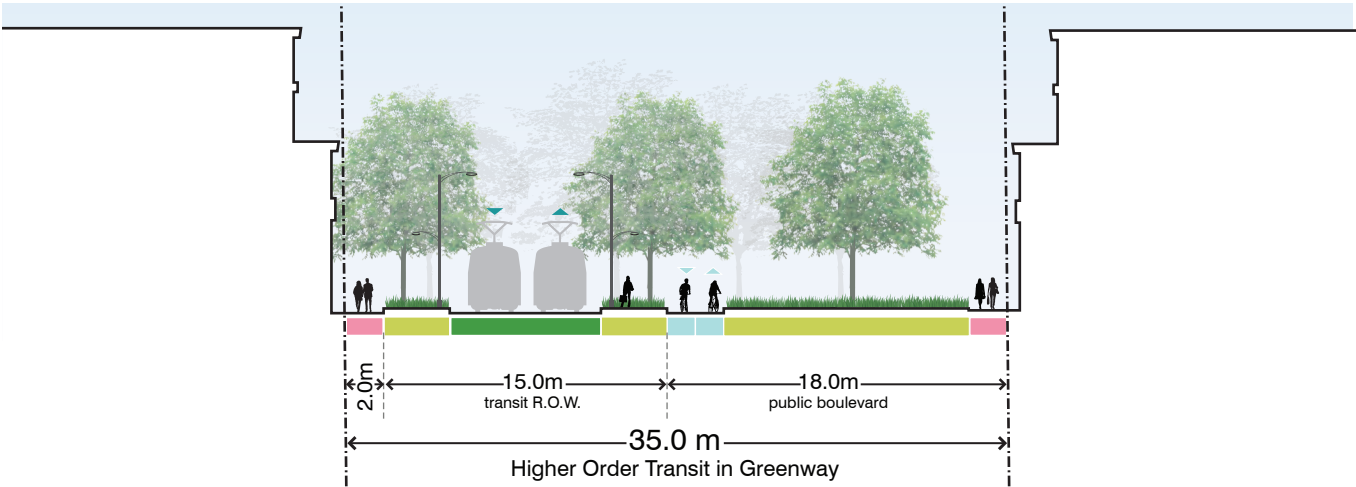 2.0m
15.0m
transit R.O.W.
18.0m
public boulevard
35.0 m
Higher Order Transit in Greenway